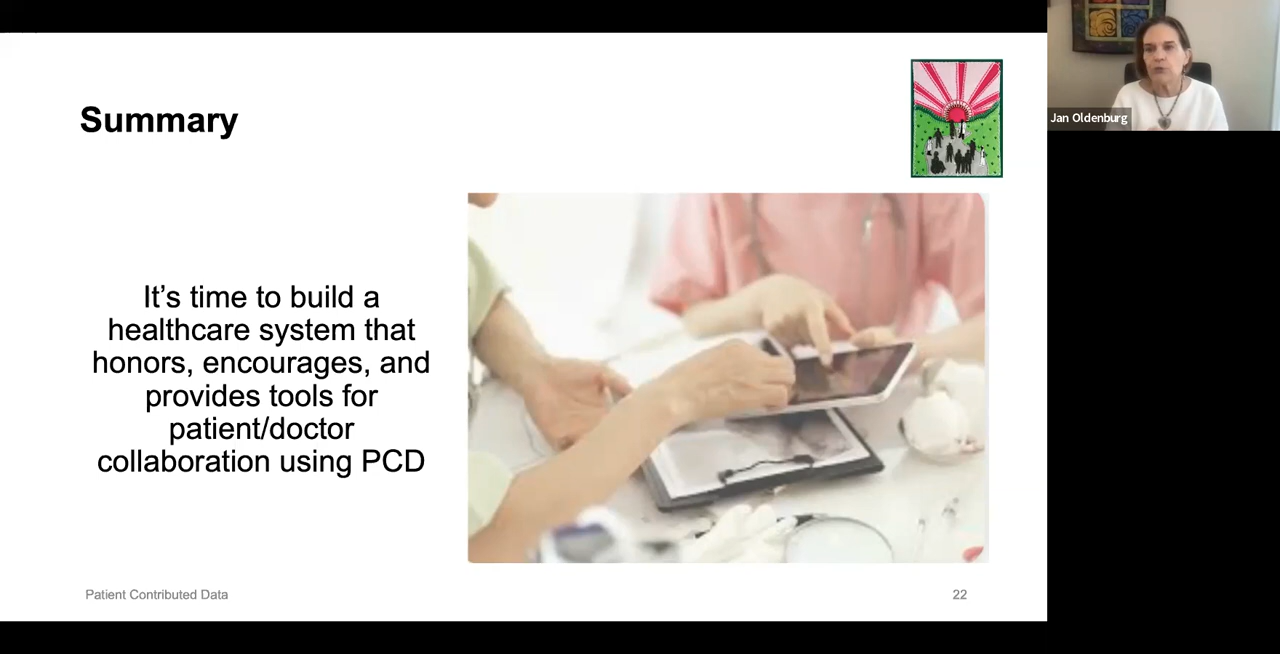 Summary
It’s time to build a
healthcare system that
honors, encourages, and
provides tools for
patient/doctor
collaboration using PCD
Patient Contributed Data
22
Jan Oldenburg